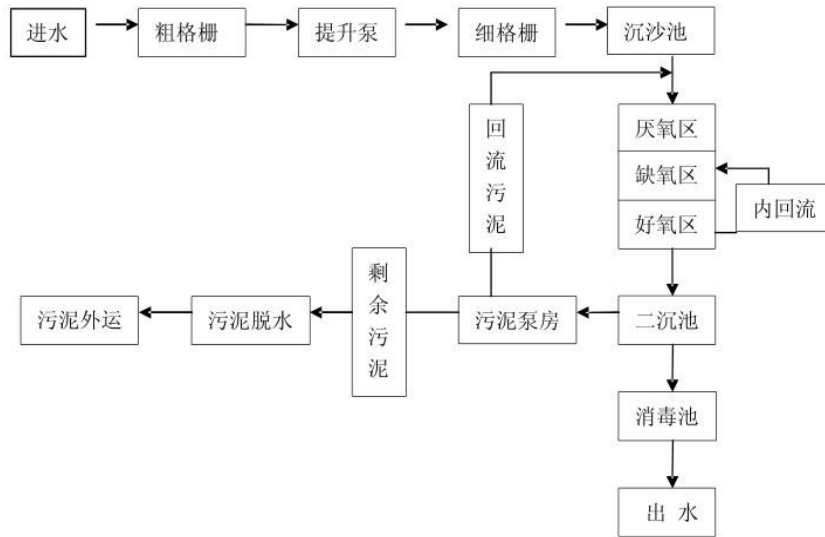 进水
粗格栅
提升泵
细格栅
沉沙池
回流污泥
厌氧区
缺氧区
内回流
好氧区
剩余污泥
污泥外运
污泥脱水
污泥泵房
二沉池
消毒池
出 水